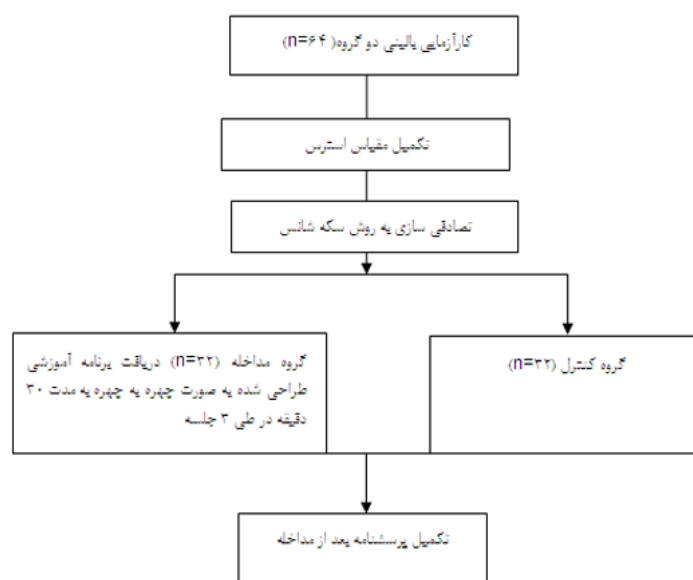 کارآزمایی بالینی دو گروه( n=۶۴)
تکمیل مقیاس استرس
تصادقی سازی به روش سکه شانس
گروه مداخله (n=۳۲) دریافت برنامه آموزشی
طراحی شده به صورت چهره به چهره به مدت ۳۰
دقیقه در طی ۳ جلسه
گروه کنترل (n=۳۲)
تکمیل پرسشنامه بعد از مداخله